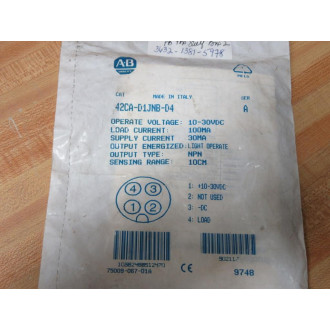 AB
CAT
MADE IN ITALY
SER
42CA-D1JNB-D4
A
OPERATE VOLTAGE: 10-30VDC
LOAD CURRENT: 100MA
SUPPLY CURRENT: 30MA
OUTPUT ENERGIZED: LIGHT OPERATE
OUTPUT TYPE: NPN
SENSING RANGE: 10CM
4 3
1 2
1: +10-30VDC
2: NOT USED
3: -DC
4: LOAD
75009-007-01A
CE
9748